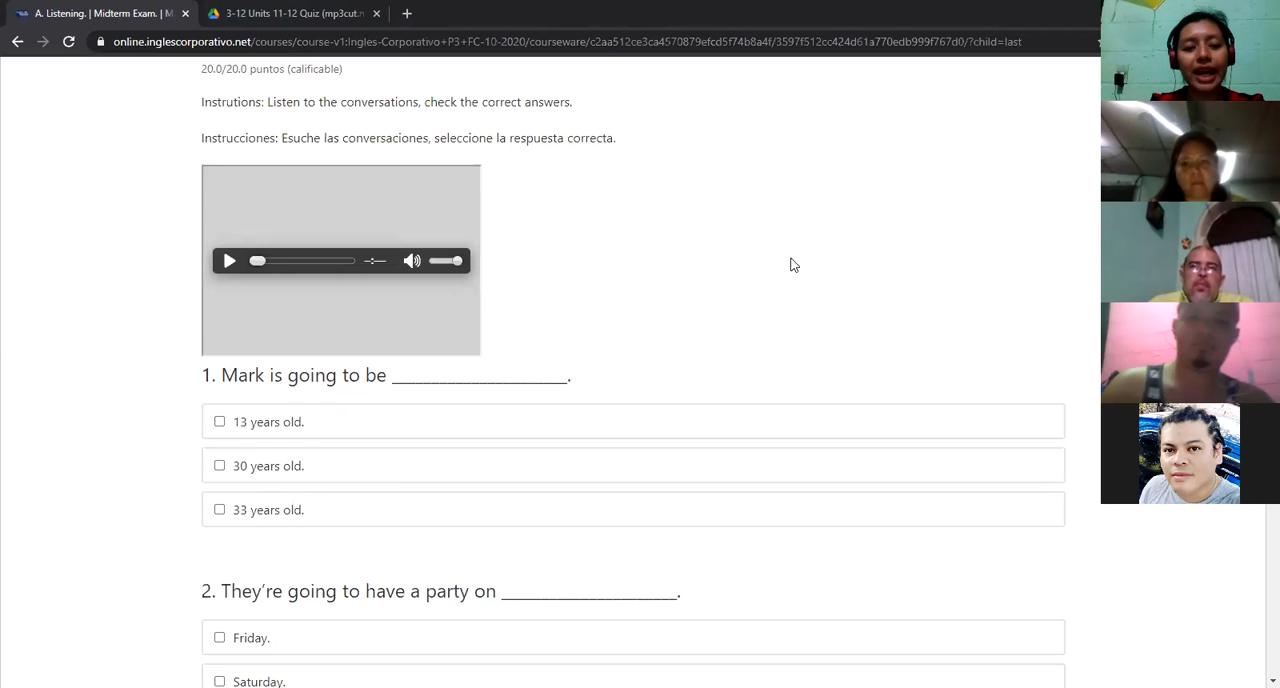 A. Listening. | Midterm Exam. | M
3-12 Units 11-12 Quiz (mp3cut.n
online.inglescorporativo.net/courses/course-v1:Ingles-Corporativo+P3+FC-10-2020/courseware/c2aa512ce3ca4570879efcd5f74b8a4f/3597f512cc424d61a770edb999f767d0/?child=last
20.0/20.0 puntos (calificable)
Instrutions: Listen to the conversations, check the correct answers.
Instrucciones: Esuche las conversaciones, seleccione la respuesta correcta.
1. Mark is going to be ____________________.
13 years old.
30 years old.
33 years old.
2. They’re going to have a party on ____________________.
Friday.
Saturday.